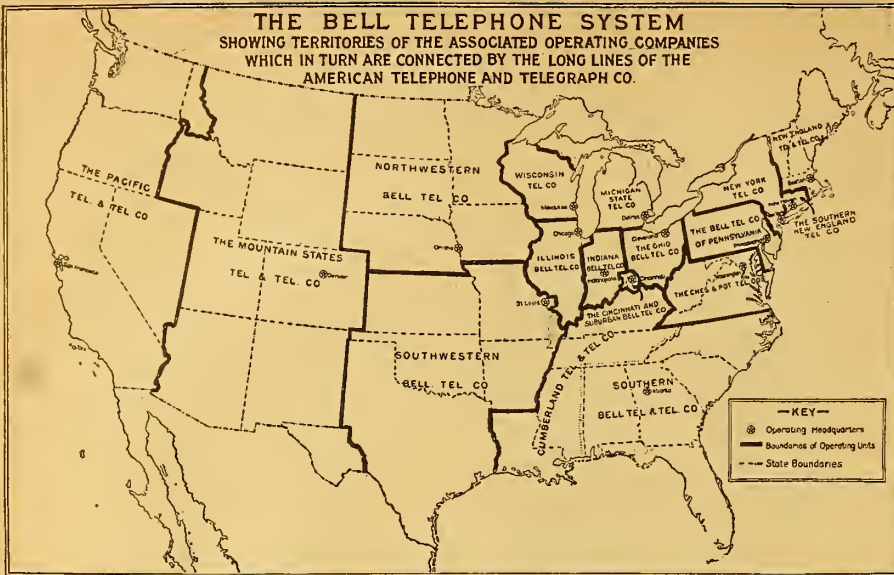 THE BELL TELEPHONE SYSTEM
SHOWING TERRITORIES OF THE ASSOCIATED OPERATING COMPANIES
WHICH IN TURN ARE CONNECTED BY THE LONG LINES OF THE
AMERICAN TELEPHONE AND TELEGRAPH CO.
THE PACIFIC
TEL. & TEL CO
San Francisco
THE MOUNTAIN STATES
TEL & TEL. CO
Denver
NORTHWESTERN
BELL TEL CO
Omaha
SOUTHWESTERN
BELL TEL CO
St Louis
WISCONSIN
TEL CO
Milwaukee
MICHIGAN
STATE
TEL CO
Detroit
Chicago
ILLINOIS
BELL TEL CO
INDIANA
BELL TEL CO
Indianapolis
Cleveland
THE OHIO
BELL TEL CO
Cincinnati
THE CINCINNATI AND
SUBURBAN BELL TEL CO
CUMBERLAND TEL & TEL CO
SOUTHERN
Atlanta
BELL TEL & TEL. CO
THE CHES & POT TEL CO
Washington
THE BELL TEL CO
OF PENNSYLVANIA
NEW YORK
TEL CO
NEW ENGLAND
TEL & TEL CO
Boston
THE SOUTHERN
NEW ENGLAND
TEL CO
—KEY—
Operating Headquarters
Boundaries of Operating Units
State Boundaries